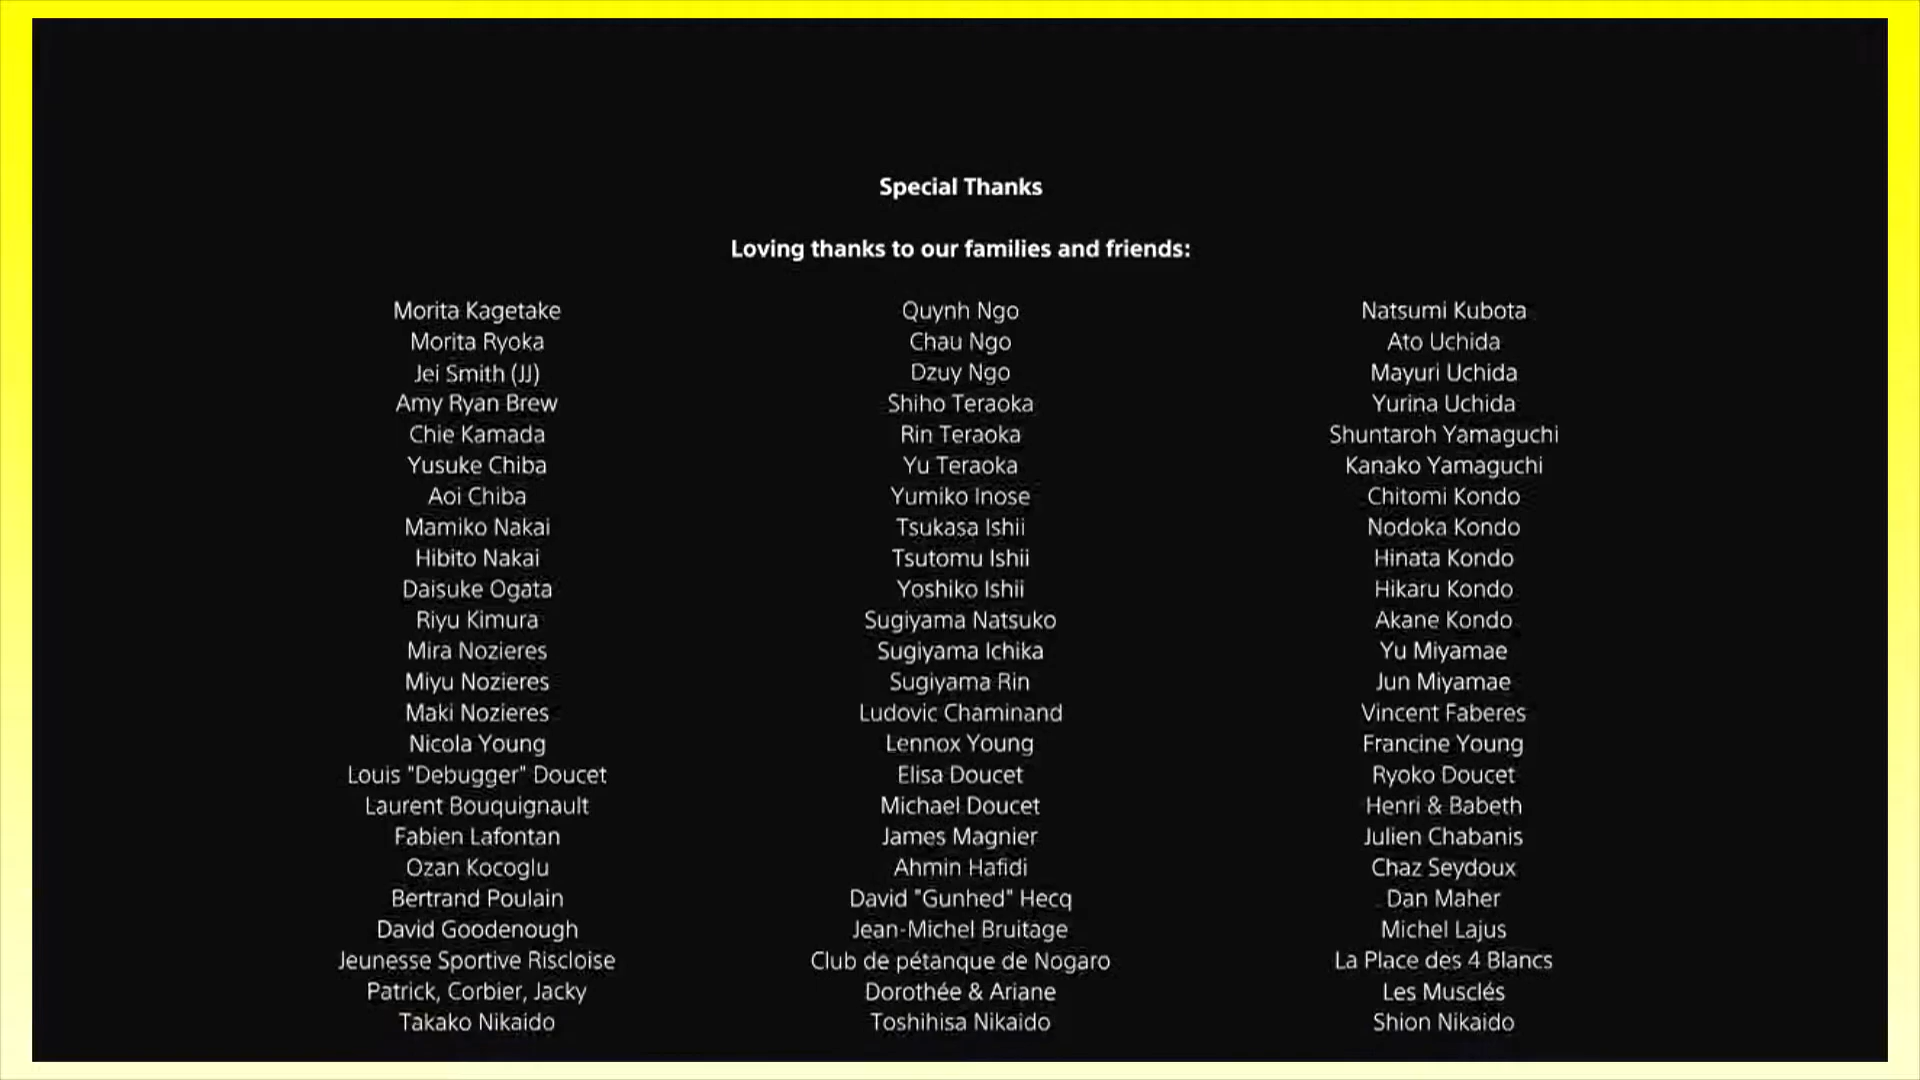 Special Thanks
Loving thanks to our families and friends:
Morita Kagetake Quynh Ngo Natsumi Kubota
Morita Ryoka Chau Ngo Ato Uchida
Jei Smith (JJ) Dzuy Ngo Mayuri Uchida
Amy Ryan Brew Shiho Teraoka Yurina Uchida
Chie Kamada Rin Teraoka Shuntaroh Yamaguchi
Yusuke Chiba Yu Teraoka Kanako Yamaguchi
Aoi Chiba Yumiko Inose Chitomi Kondo
Mamiko Nakai Tsukasa Ishii Nodoka Kondo
Hibito Nakai Tsutomu Ishii Hinata Kondo
Daisuke Ogata Yoshiko Ishii Hikaru Kondo
Riyu Kimura Sugiyama Natsuko Akane Kondo
Mira Nozieres Sugiyama Ichika Yu Miyamae
Miyu Nozieres Sugiyama Rin Jun Miyamae
Maki Nozieres Ludovic Chaminand Vincent Faberes
Nicola Young Lennox Young Francine Young
Louis "Debugger" Doucet Elisa Doucet Ryoko Doucet
Laurent Bouquignault Michael Doucet Henri & Babeth
Fabien Lafontan James Magnier Julien Chabanis
Ozan Kocoglu Ahmin Hafidi Chaz Seydoux
Bertrand Poulain David "Gunhed" Hecq Dan Maher
David Goodenough Jean-Michel Bruitage Michel Lajus
Jeunesse Sportive Riscloise Club de pétanque de Nogaro La Place des 4 Blancs
Patrick, Corbier, Jacky Dorothée & Ariane Les Musclés
Takako Nikaido Toshihisa Nikaido Shion Nikaido